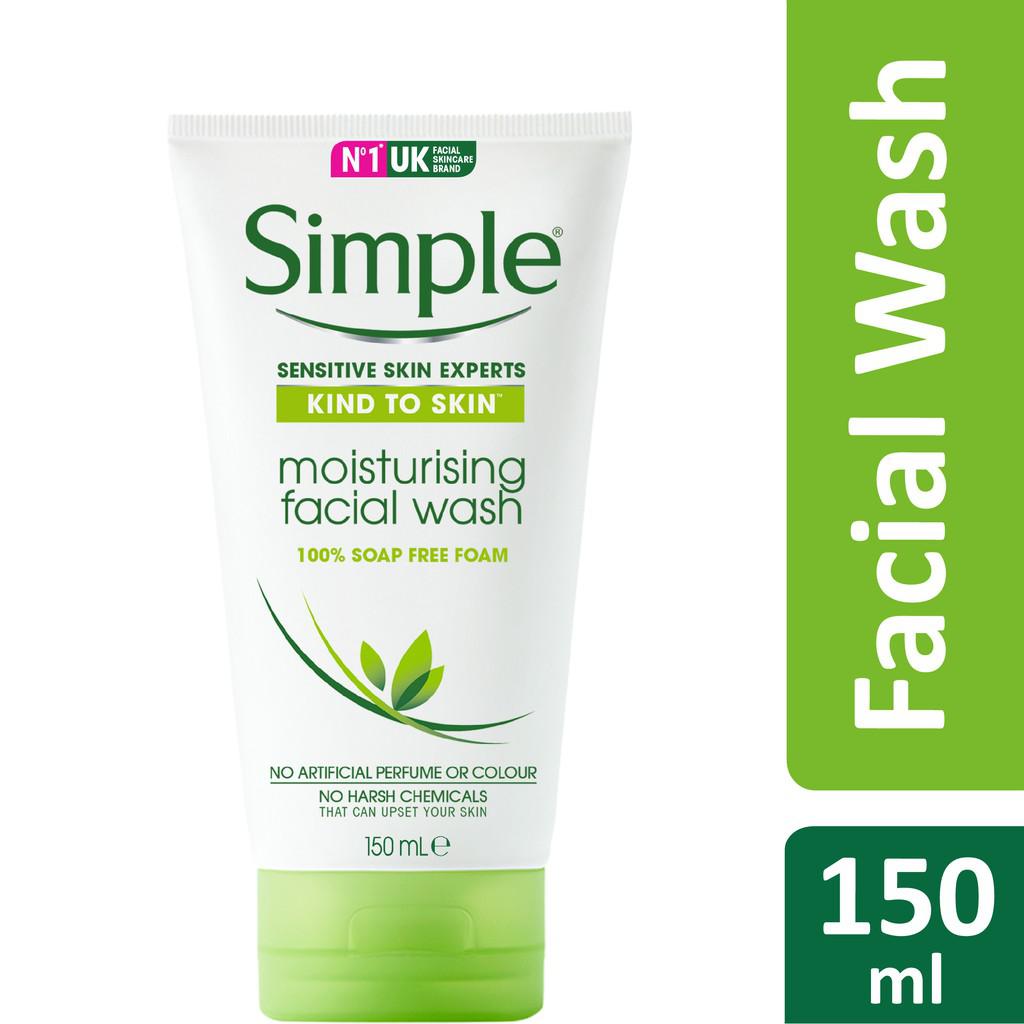 Nº1* UK FACIAL SKINCARE BRAND
Simple®
SENSITIVE SKIN EXPERTS
KIND TO SKIN™
moisturising
facial wash
100% SOAP FREE FOAM
NO ARTIFICIAL PERFUME OR COLOUR
NO HARSH CHEMICALS
THAT CAN UPSET YOUR SKIN
150 mL℮
Facial Wash
150
ml